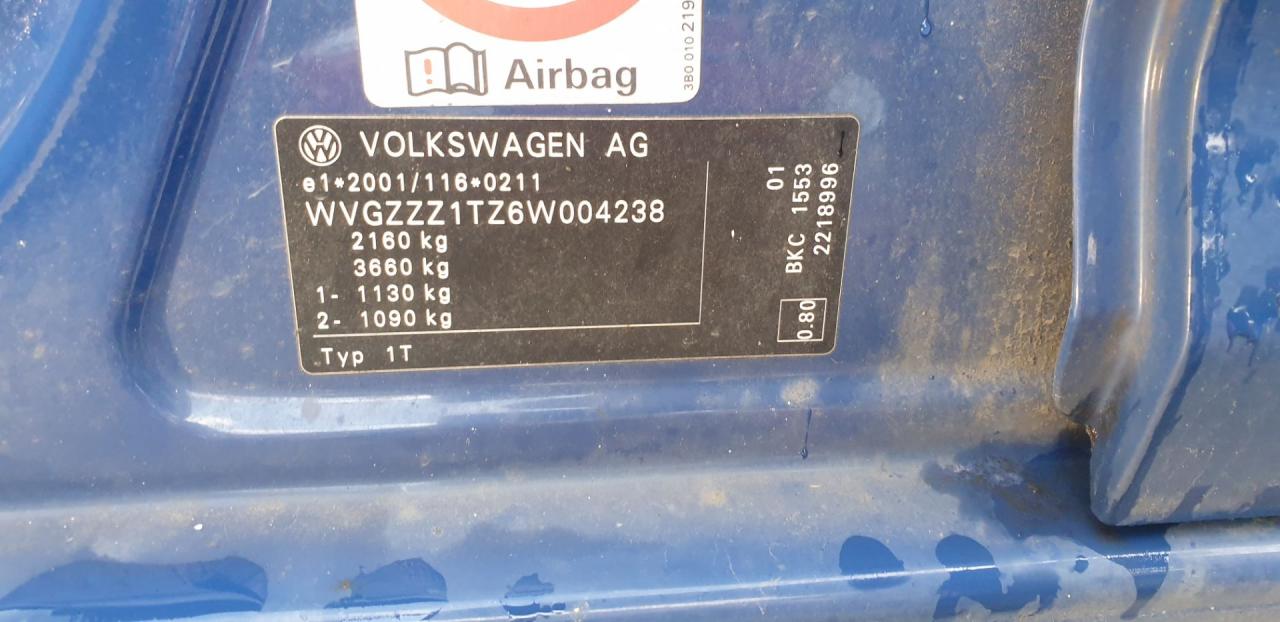 Airbag
3B0 010 219
VOLKSWAGEN AG
e1*2001/116*0211
WVGZZZ1TZ6W004238
2160 kg
3660 kg
1- 1130 kg
2- 1090 kg
Typ 1T
01
BKC 1553
2218996
0.80